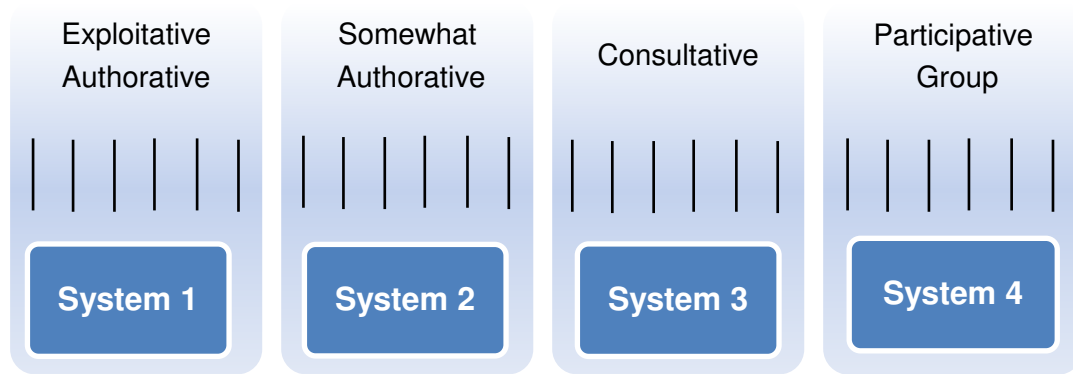 Exploitative
Authorative
Somewhat
Authorative
Consultative
Participative
Group
System 1
System 2
System 3
System 4